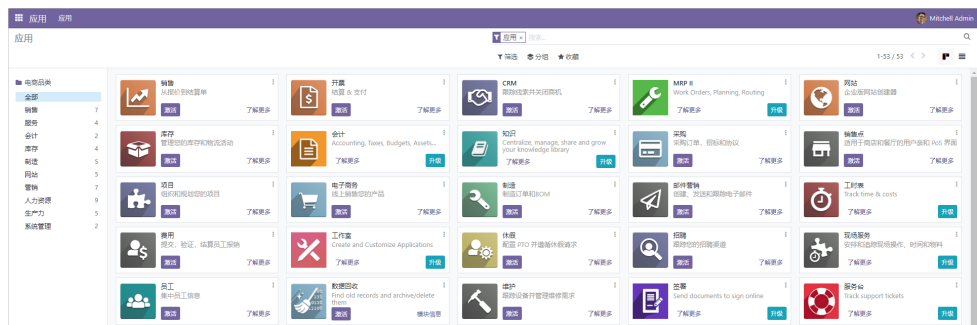 应用 应用 Mitchell Admin
应用 应用 × 搜索...
筛选 分组 收藏 1-53 / 53
电商品类
全部
销售 7
服务 4
会计 2
库存 4
制造 5
网站 5
营销 7
人力资源 9
生产力 5
系统管理 2
销售
从报价到结算单
激活 了解更多
开票
结算 & 支付
激活 了解更多
CRM
跟踪线索并关闭商机
激活 了解更多
MRP II
Work Orders, Planning, Routing
了解更多 升级
网站
企业版网站创建器
激活 了解更多
库存
管理您的库存和物流活动
激活 了解更多
会计
Accounting, Taxes, Budgets, Assets...
了解更多 升级
知识
Centralize, manage, share and grow
your knowledge library
了解更多 升级
采购
采购订单、招标和协议
激活 了解更多
销售点
适用于商店和餐厅的用户亲和 PoS 界面
激活 了解更多
项目
组织和规划您的项目
激活 了解更多
电子商务
线上销售您的产品
激活 了解更多
制造
制造订单和BOM
激活 了解更多
邮件营销
创建、发送和跟踪电子邮件
激活 了解更多
工时表
Track time & costs
了解更多 升级
费用
提交、验证、结算员工报销
激活 了解更多
工作室
Create and Customize Applications
了解更多 升级
休假
配置 PTO 并遵循休假请求
激活 了解更多
招聘
跟踪您的招聘渠道
激活 了解更多
现场服务
安排和追踪现场操作、时间和物料
了解更多 升级
员工
集中员工信息
激活 了解更多
数据回收
Find old records and archive/delete
them
激活 模块信息
维护
跟踪设备并管理维修需求
激活 了解更多
签署
Send documents to sign online
了解更多 升级
服务台
Track support tickets
了解更多 升级